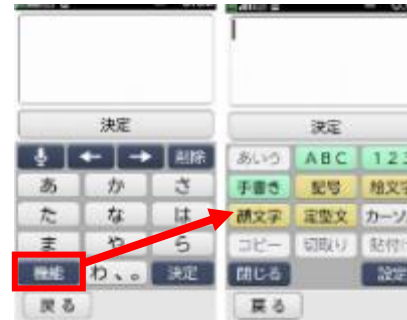 決定
← → 削除
あ か さ
た な は
ま や ら
機能 わ、。 決定
戻る
決定
あいう ABC 123
手書き 記号 絵文字
顔文字 定型文 カーソ
コピー 切取り 貼付け
閉じる 設定
戻る